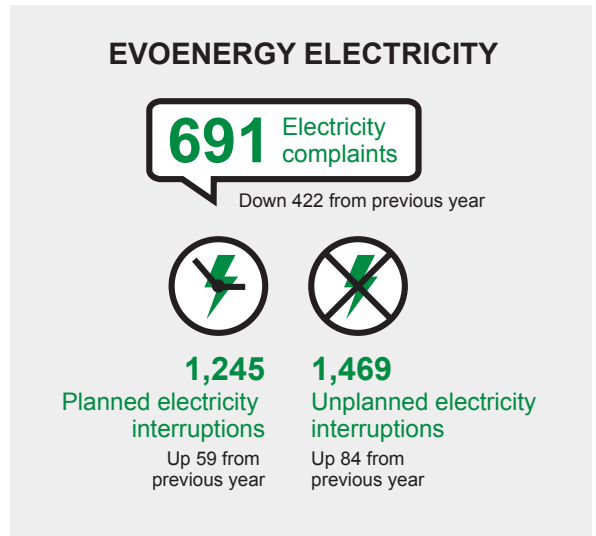 EVOENERGY ELECTRICITY
691 Electricity
complaints
Down 422 from previous year
1,245
Planned electricity
interruptions
Up 59 from
previous year
1,469
Unplanned electricity
interruptions
Up 84 from
previous year